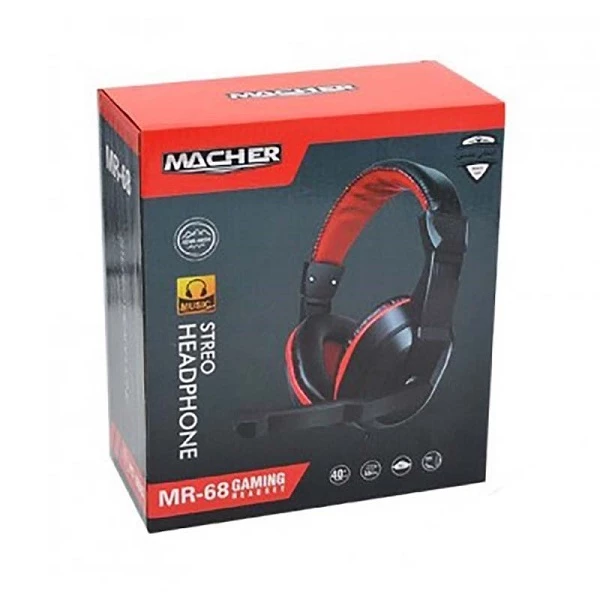 MACHER
MACHER
MR-68
MUSIC
STREO
HEADPHONE
MR-68 GAMING
HEADSET
40